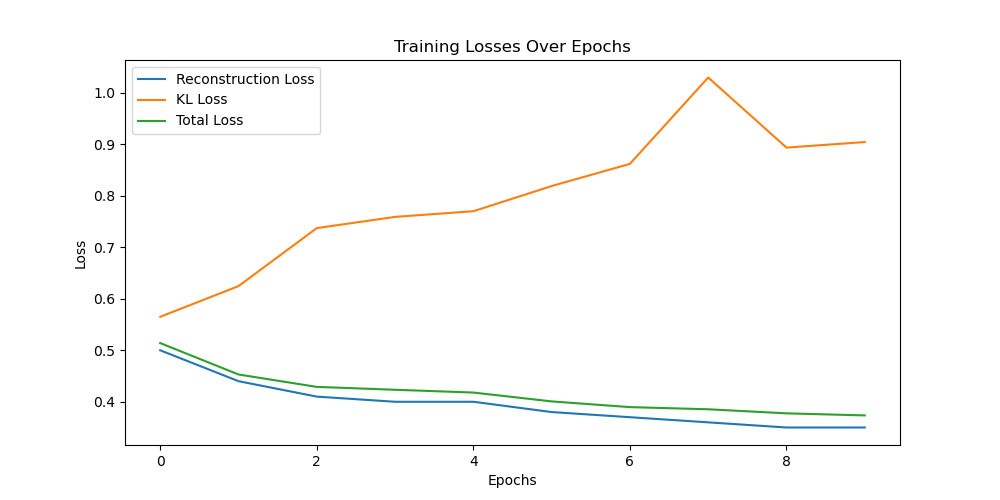 Training Losses Over Epochs
Reconstruction Loss
KL Loss
Total Loss
1.0
0.9
0.8
0.7
0.6
0.5
0.4
Loss
0 2 4 6 8
Epochs